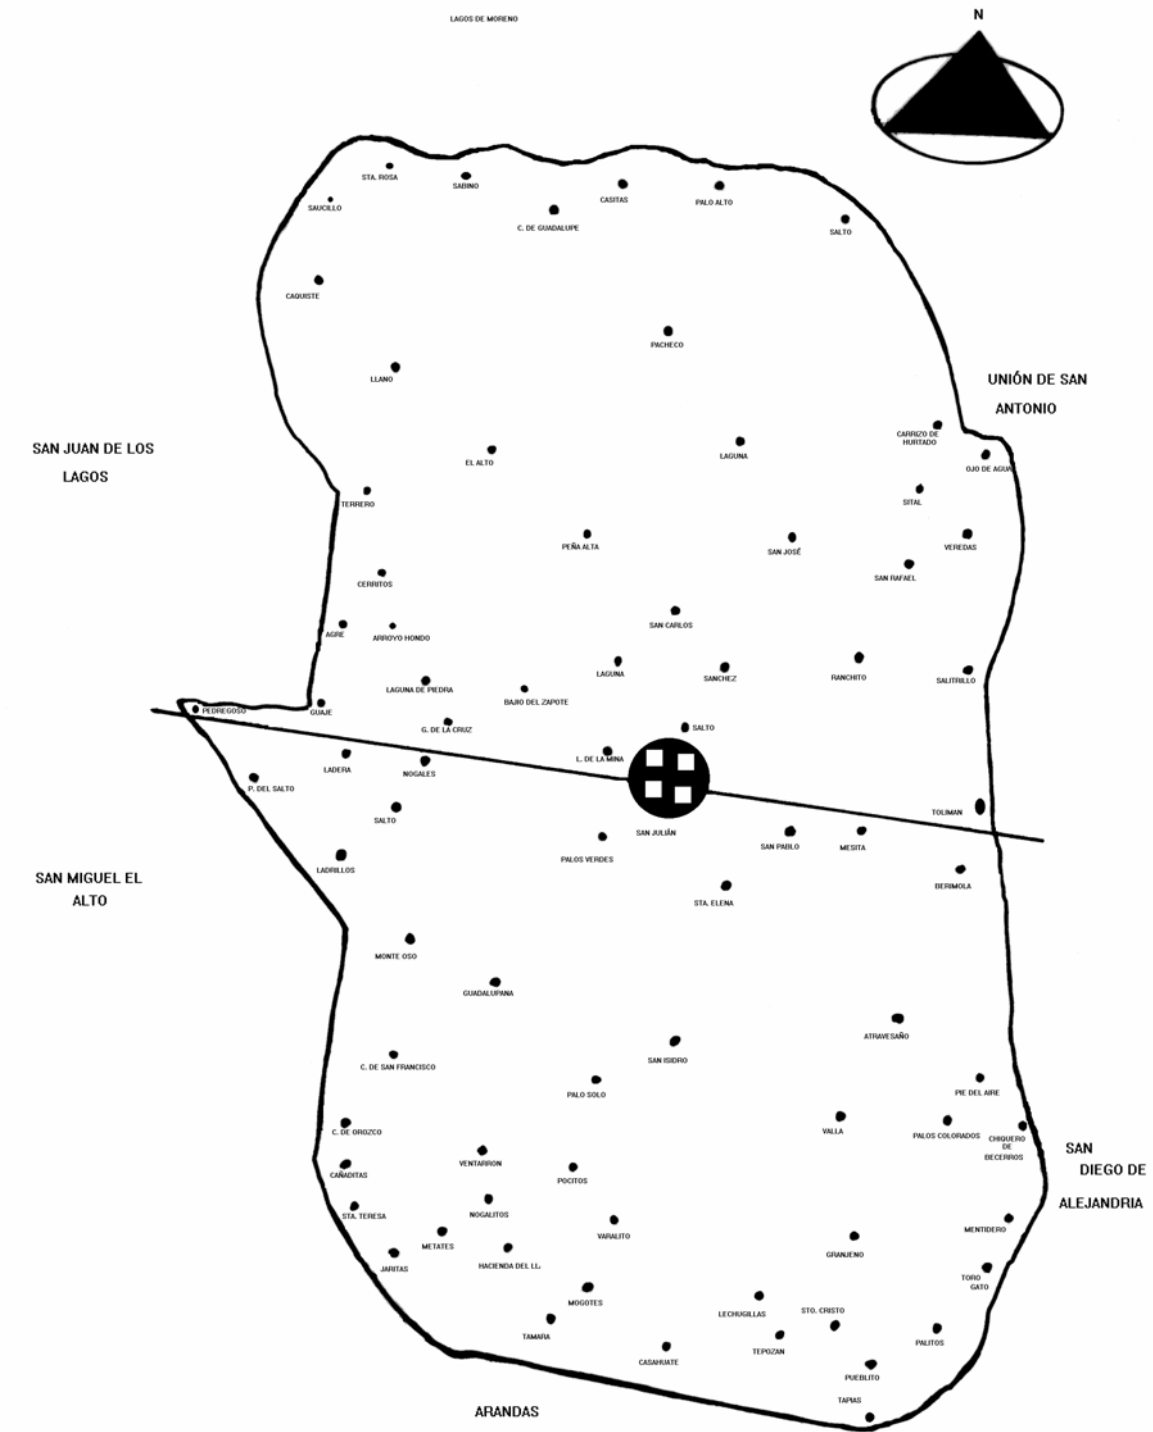 LAGOS DE MORENO
N
STA. ROSA
SABINO
SAUCILLO
CASITAS
PALO ALTO
C. DE GUADALUPE
SALTO
CAQUISTE
PACHECO
LLANO
UNIÓN DE SAN
ANTONIO
CARRIZO DE
HURTADO
SAN JUAN DE LOS
LAGOS
EL ALTO
LAGUNA
OJO DE AGUA
TERRERO
SITAL
PEÑA ALTA
SAN JOSÉ
VEREDAS
CERRITOS
SAN RAFAEL
AGRE
ARROYO HONDO
SAN CARLOS
LAGUNA
SANCHEZ
RANCHITO
SALITRILLO
LAGUNA DE PIEDRA
BAJIO DEL ZAPOTE
PEDREGOSO
GUAJE
G. DE LA CRUZ
SALTO
LADERA
NOGALES
L. DE LA MINA
P. DEL SALTO
SALTO
TOLIMAN
SAN JULIÁN
PALOS VERDES
SAN PABLO
MESITA
LADRILLOS
SAN MIGUEL EL
ALTO
BERIMOLA
STA. ELENA
MONTE OSO
GUADALUPANA
ATRAVESAÑO
C. DE SAN FRANCISCO
SAN ISIDRO
PALO SOLO
PIE DEL AIRE
C. DE OROZCO
VALLA
PALOS COLORADOS
CHIQUERO
DE
BECERROS
SAN
DIEGO DE
ALEJANDRIA
CAÑADITAS
VENTARRON
POCITOS
STA. TERESA
NOGALITOS
VARALITO
MENTIDERO
METATES
JARITAS
HACIENDA DEL LL.
GRANJENO
TORO
GATO
MOGOTES
LECHUGILLAS
STO. CRISTO
TAMARA
TEPOZAN
PALITOS
CASAHUATE
PUEBLITO
TAPIAS
ARANDAS